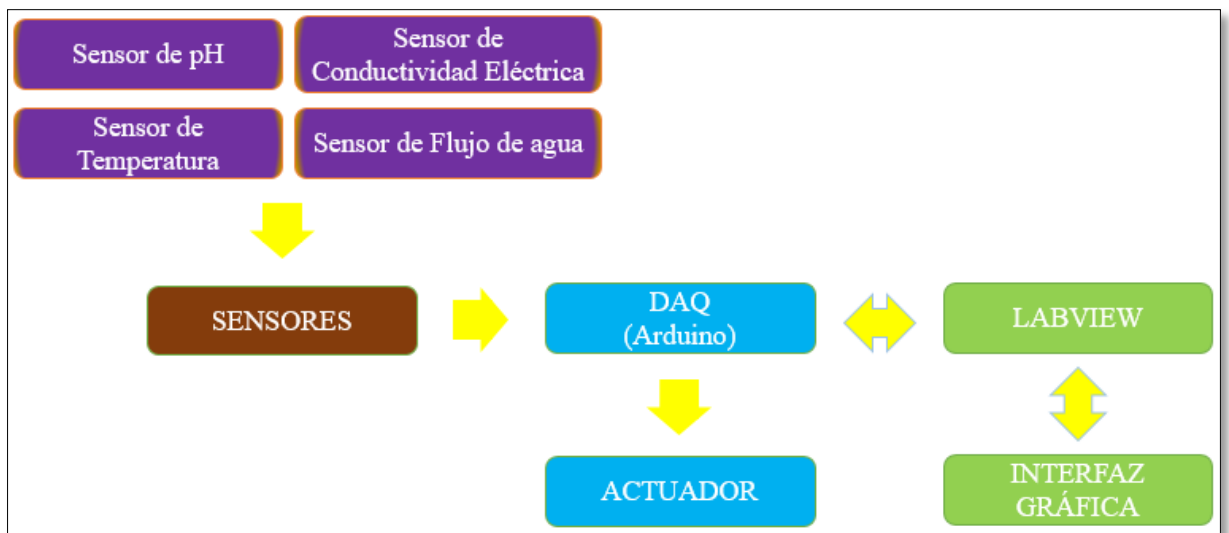 Sensor de pH
Sensor de
Conductividad Eléctrica
Sensor de
Temperatura
Sensor de Flujo de agua
SENSORES
DAQ
(Arduino)
LABVIEW
ACTUADOR
INTERFAZ
GRÁFICA